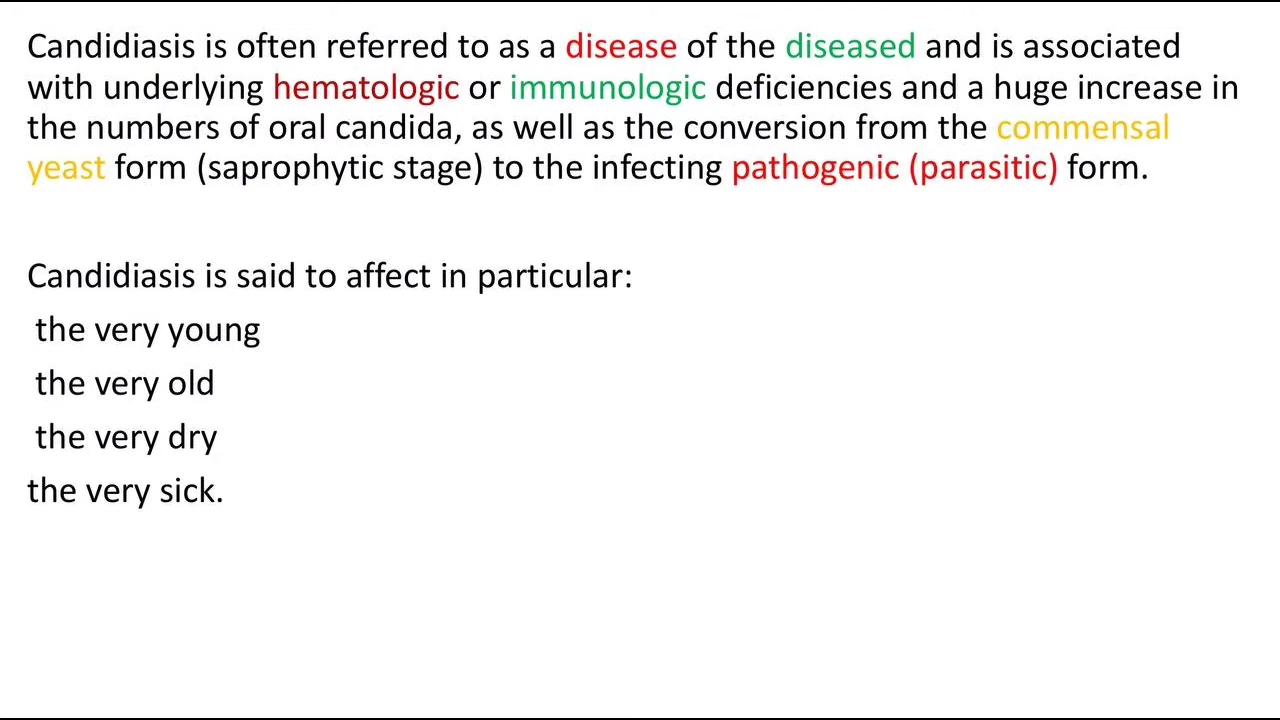 Candidiasis is often referred to as a disease of the diseased and is associated
with underlying hematologic or immunologic deficiencies and a huge increase in
the numbers of oral candida, as well as the conversion from the commensal
yeast form (saprophytic stage) to the infecting pathogenic (parasitic) form.
Candidiasis is said to affect in particular:
the very young
the very old
the very dry
the very sick.